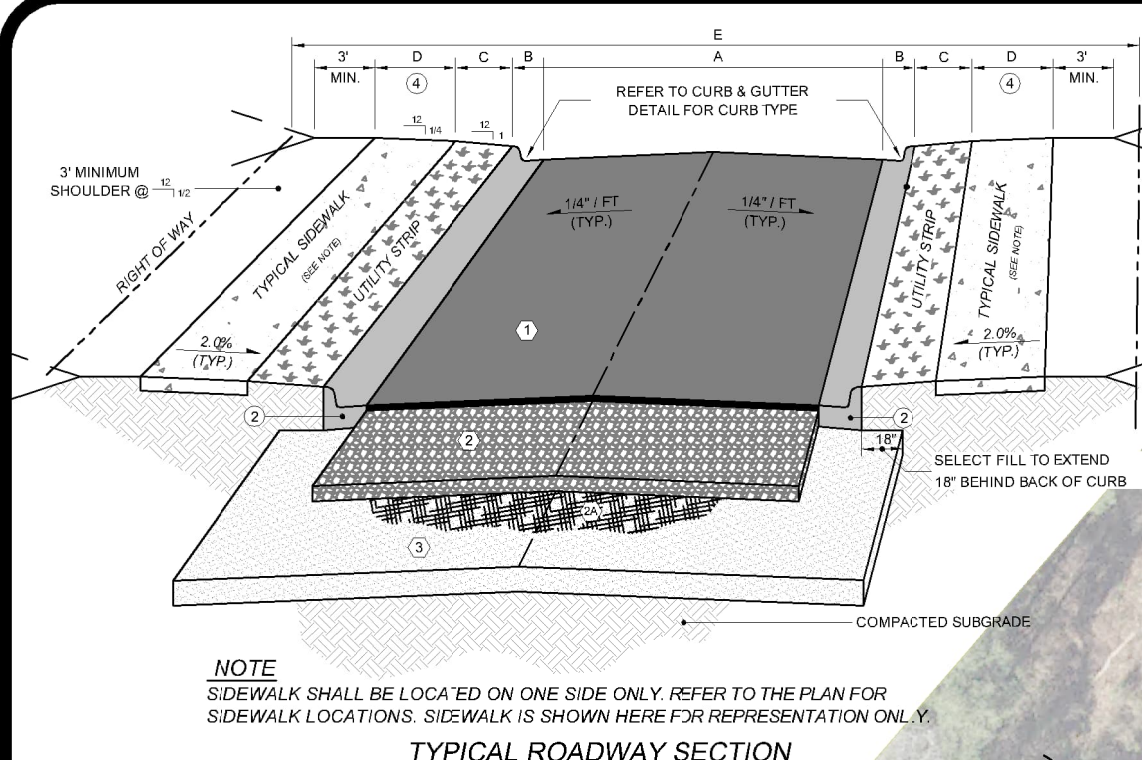 E
3' D C B A B C D 3'
MIN. 4 4 MIN.
REFER TO CURB & GUTTER
DETAIL FOR CURB TYPE
12 1/4
12 1
3' MINIMUM
SHOULDER @ 12 1/2
RIGHT OF WAY
TYPICAL SIDEWALK
(SEE NOTE)
UTILITY STRIP
1/4" / FT
(TYP.)
1/4" / FT
(TYP.)
UTILITY STRIP
TYPICAL SIDEWALK
(SEE NOTE)
1
2.0%
(TYP.)
2.0%
(TYP.)
2
2
2
18"
SELECT FILL TO EXTEND
18" BEHIND BACK OF CURB
2A
3
COMPACTED SUBGRADE
NOTE
SIDEWALK SHALL BE LOCATED ON ONE SIDE ONLY. REFER TO THE PLAN FOR
SIDEWALK LOCATIONS. SIDEWALK IS SHOWN HERE FOR REPRESENTATION ONLY.
TYPICAL ROADWAY SECTION